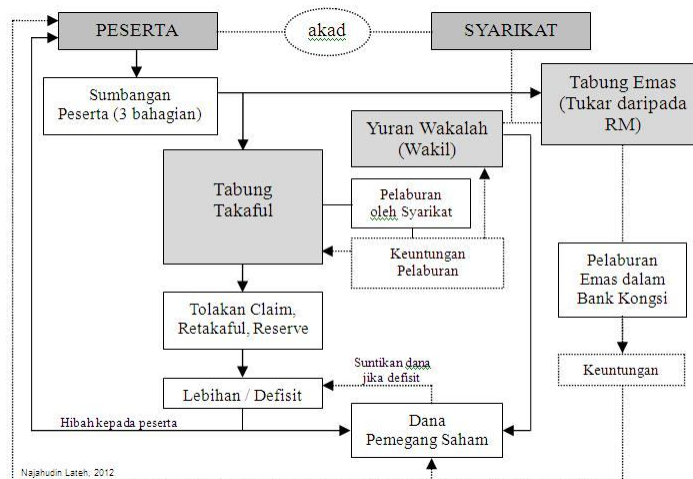 PESERTA
akad
SYARIKAT
Sumbangan
Peserta (3 bahagian)
Tabung Emas
(Tukar daripada
RM)
Yuran Wakalah
(Wakil)
Tabung
Takaful
Pelaburan
oleh Syarikat
Keuntungan
Pelaburan
Pelaburan
Emas dalam
Bank Kongsi
Tolakan Claim,
Retakaful, Reserve
Suntikan dana
jika defisit
Keuntungan
Lebihan / Defisit
Hibah kepada peserta
Dana
Pemegang Saham
Najahudin Lateh, 2012